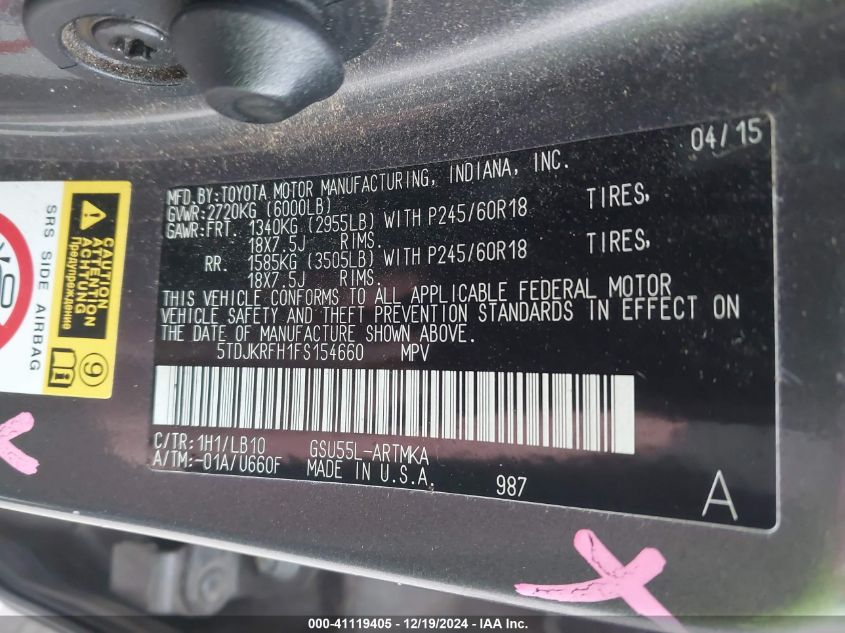 04/15
MFD.BY:TOYOTA MOTOR MANUFACTURING, INDIANA, INC.
GVWR:2720KG (6000LB)
GAWR:FRT. 1340KG (2955LB) WITH P245/60R18 TIRES,
18X7.5J RIMS.
RR. 1585KG (3505LB) WITH P245/60R18 TIRES,
18X7.5J RIMS.
THIS VEHICLE CONFORMS TO ALL APPLICABLE FEDERAL MOTOR
VEHICLE SAFETY AND THEFT PREVENTION STANDARDS IN EFFECT ON
THE DATE OF MANUFACTURE SHOWN ABOVE.
5TDJKRFH1FS154660 MPV
C/TR:1H1/LB10 GSU55L-ARTMKA
A/TM:-01A/U660F MADE IN U.S.A.
987
A
SRS SIDE AIRBAG
CAUTION
ATTENTION
ACHTUNG
Предупреждение
9
000-41119405 - 12/19/2024 - IAA Inc.